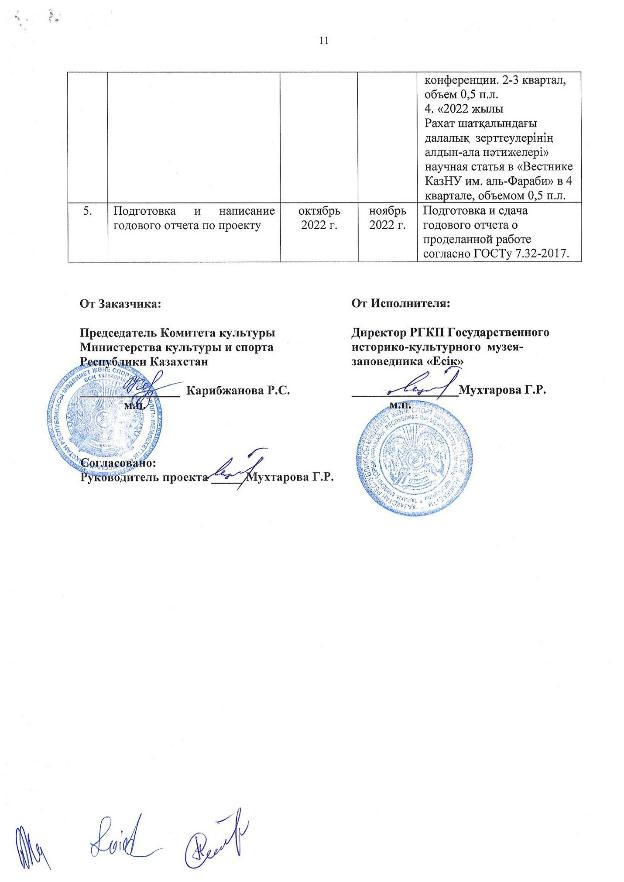 11
конференции. 2-3 квартал,
объем 0,5 п.л.
4. «2022 жылы
Рахат шатқалындағы
далалық зерттеулерінің
алдын-ала нәтижелері»
научная статья в «Вестнике
КазНУ им. аль-Фараби» в 4
квартале, объемом 0,5 п.л.
5.
Подготовка и написание
годового отчета по проекту
октябрь
2022 г.
ноябрь
2022 г.
Подготовка и сдача
годового отчета о
проделанной работе
согласно ГОСТу 7.32-2017.
От Заказчика:
Председатель Комитета культуры
Министерства культуры и спорта
Республики Казахстан
Карибжанова Р.С.
м.п.
От Исполнителя:
Директор РГКП Государственного
историко-культурного музея-
заповедника «Есік»
Мухтарова Г.Р.
м.п.
Согласовано:
Руководитель проекта Мухтарова Г.Р.